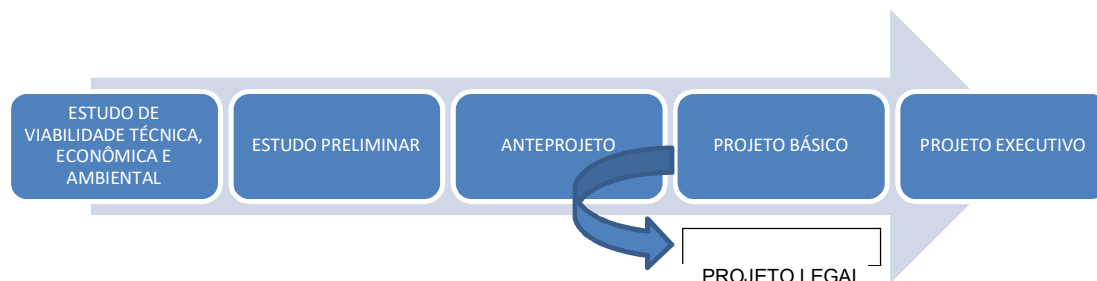 ESTUDO DE
VIABILIDADE TÉCNICA,
ECONÔMICA E
AMBIENTAL
ESTUDO PRELIMINAR
ANTEPROJETO
PROJETO BÁSICO
PROJETO EXECUTIVO
PROJETO LEGAL